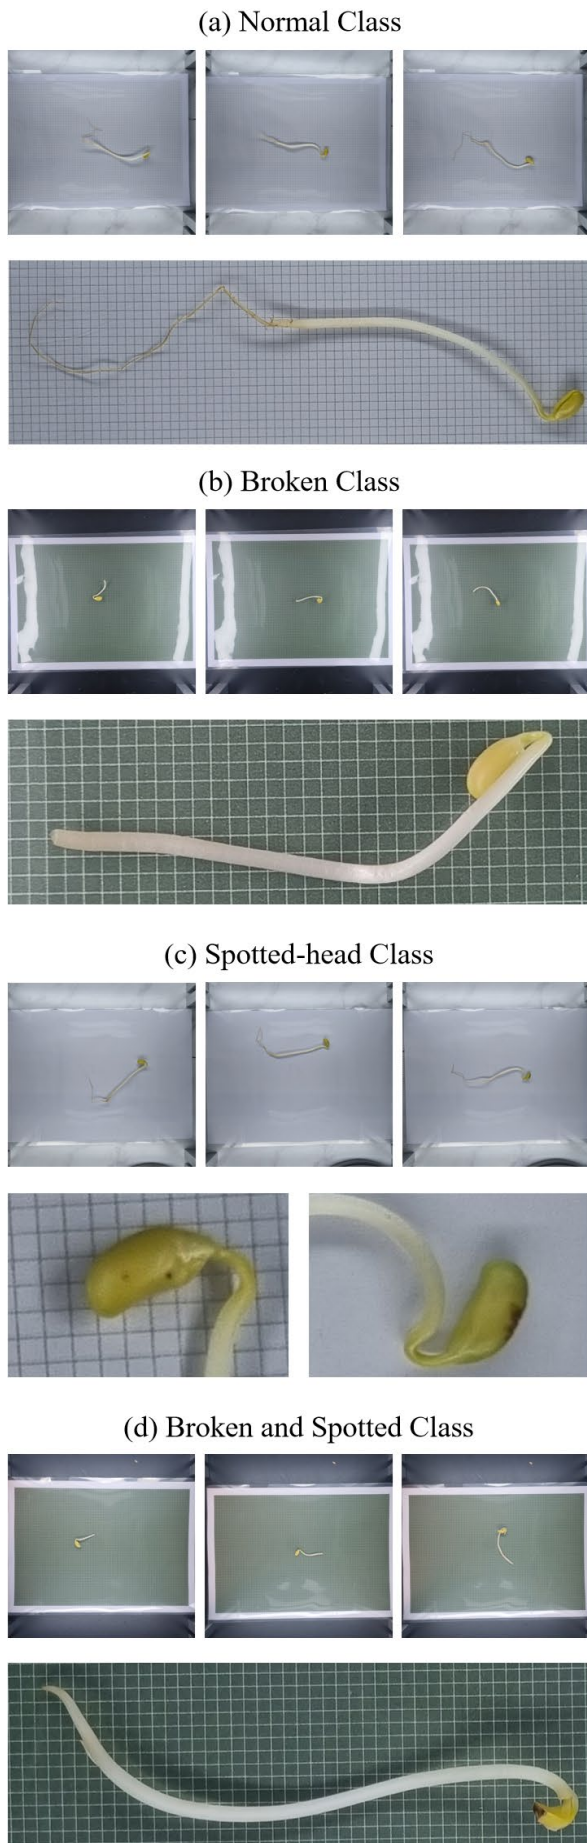 (a) Normal Class
(b) Broken Class
(c) Spotted-head Class
(d) Broken and Spotted Class